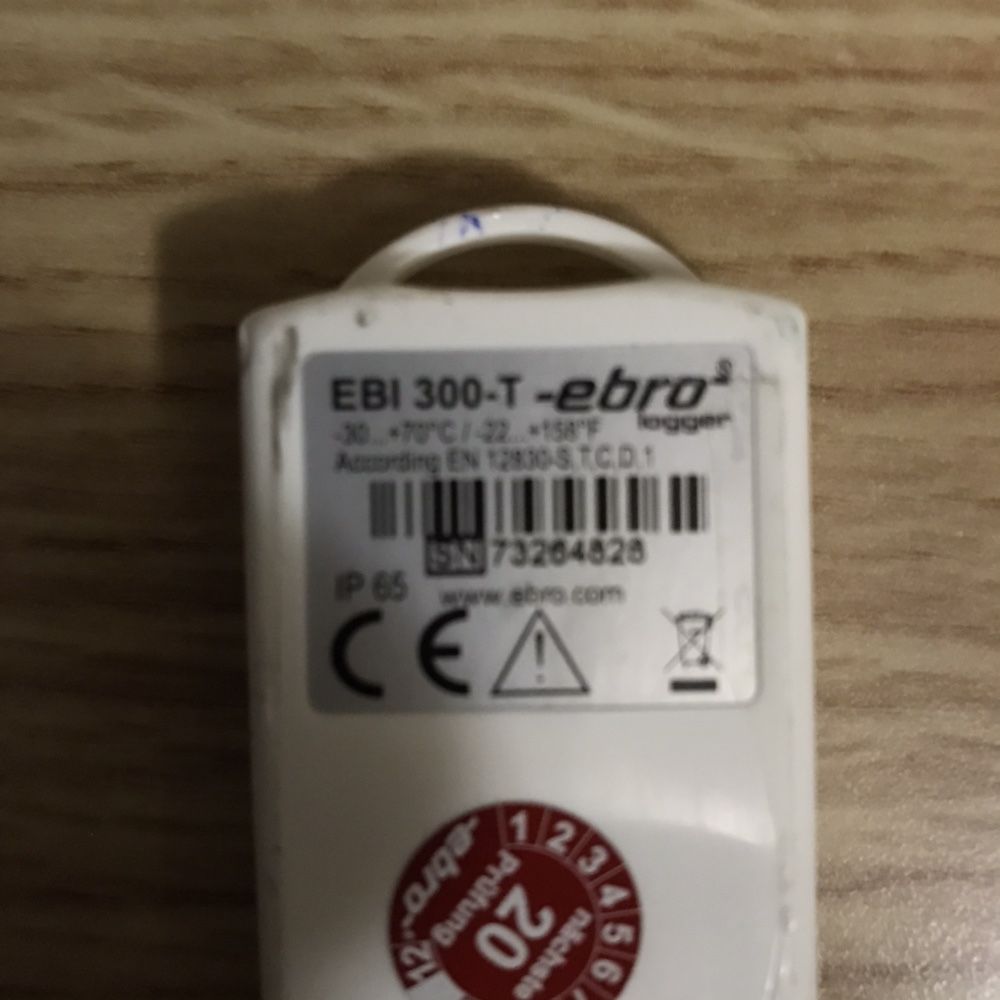 EBI 300-T -ebro
logger
-30...+70°C / -22...+158°F
According EN 12830-S,T,C,D,1
SN 73264828
IP 65 www.ebro.com
CE
-ebro- 1 2 3 4 5 6
12
Prüfung
20
nächste